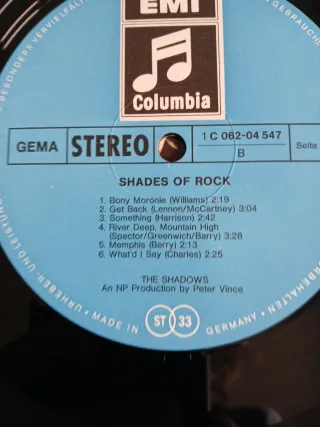 EMI
Columbia
GEMA
STEREO
1 C 062-04 547
B
Seite
SHADES OF ROCK
1. Bony Moronie (Williams) 2:19
2. Get Back (Lennon/McCartney) 3:04
3. Something (Harrison) 2:42
4. River Deep, Mountain High
(Spector/Greenwich/Barry) 3:28
5. Memphis (Berry) 2:13
6. What'd I Say (Charles) 2:25
THE SHADOWS
An NP Production by Peter Vince
ST 33
MADE IN GERMANY
URHEBER- UND